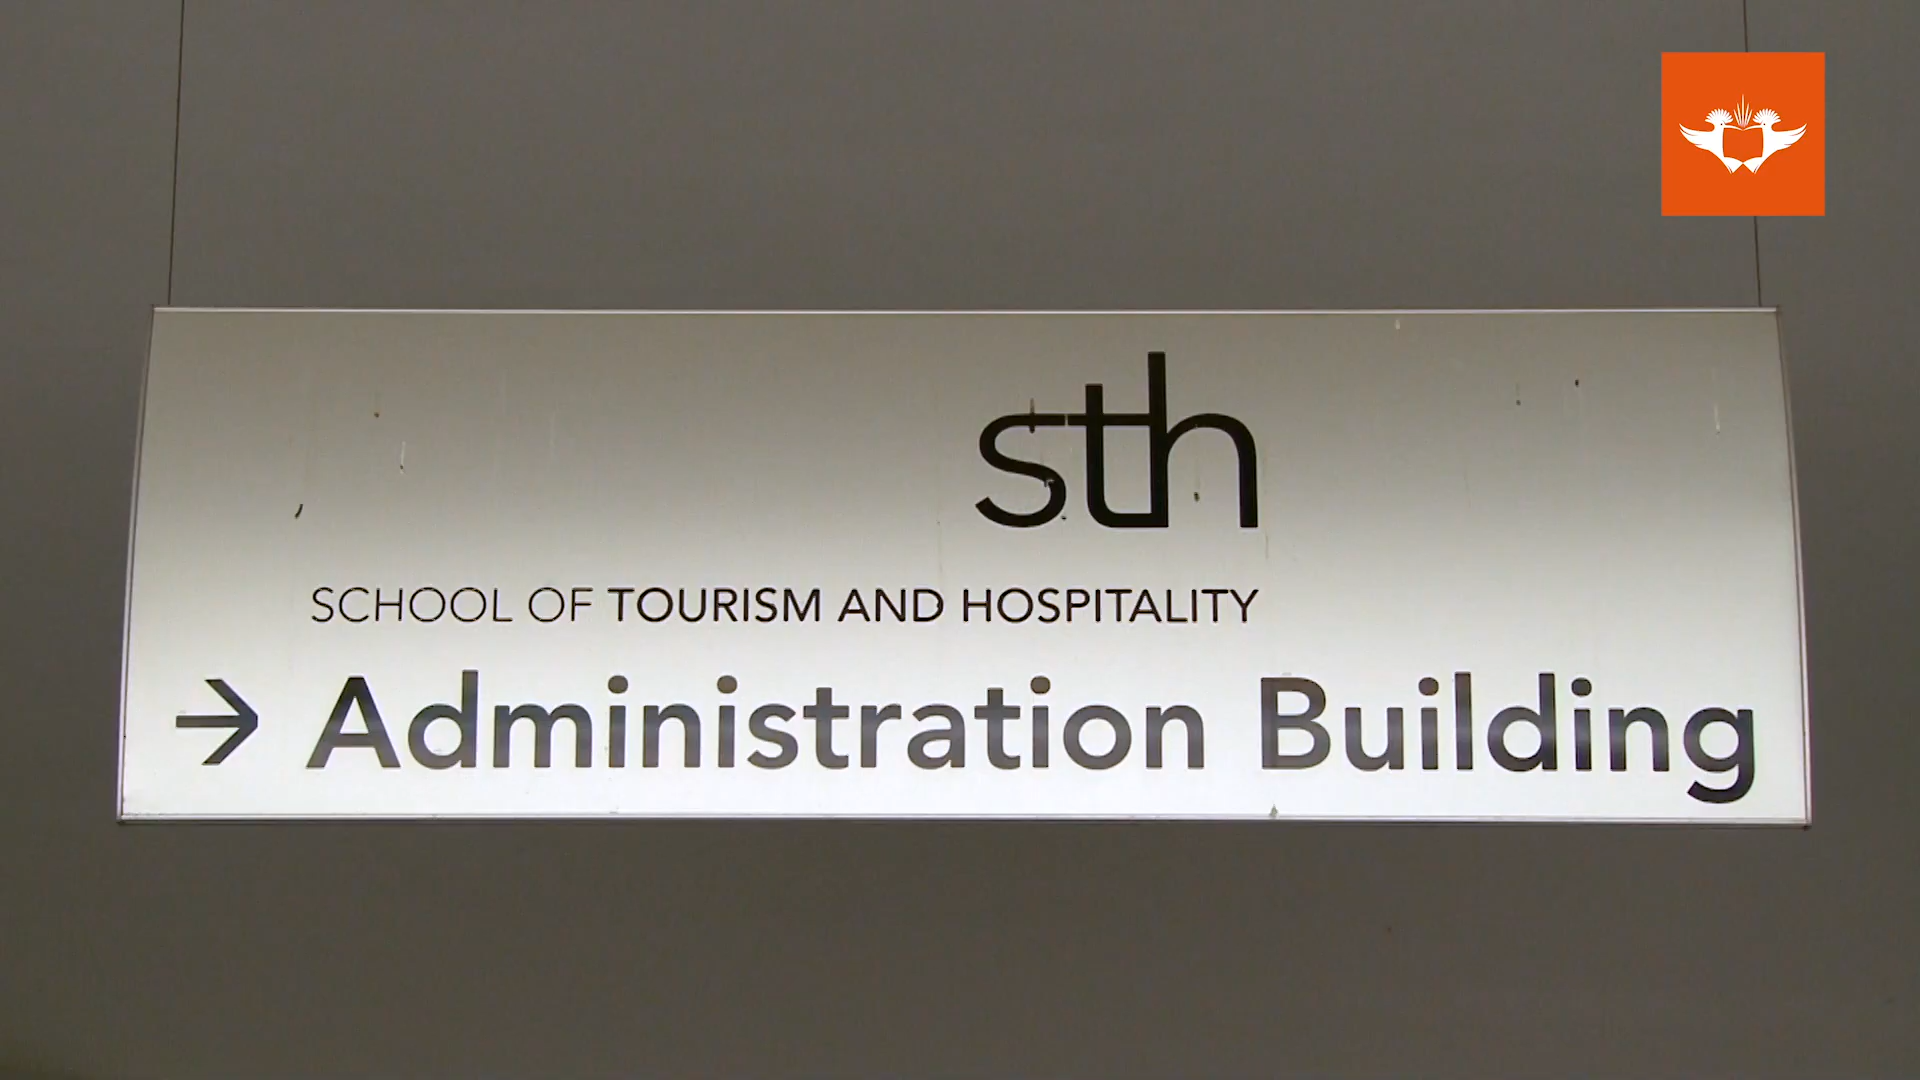 sth
SCHOOL OF TOURISM AND HOSPITALITY
→ Administration Building